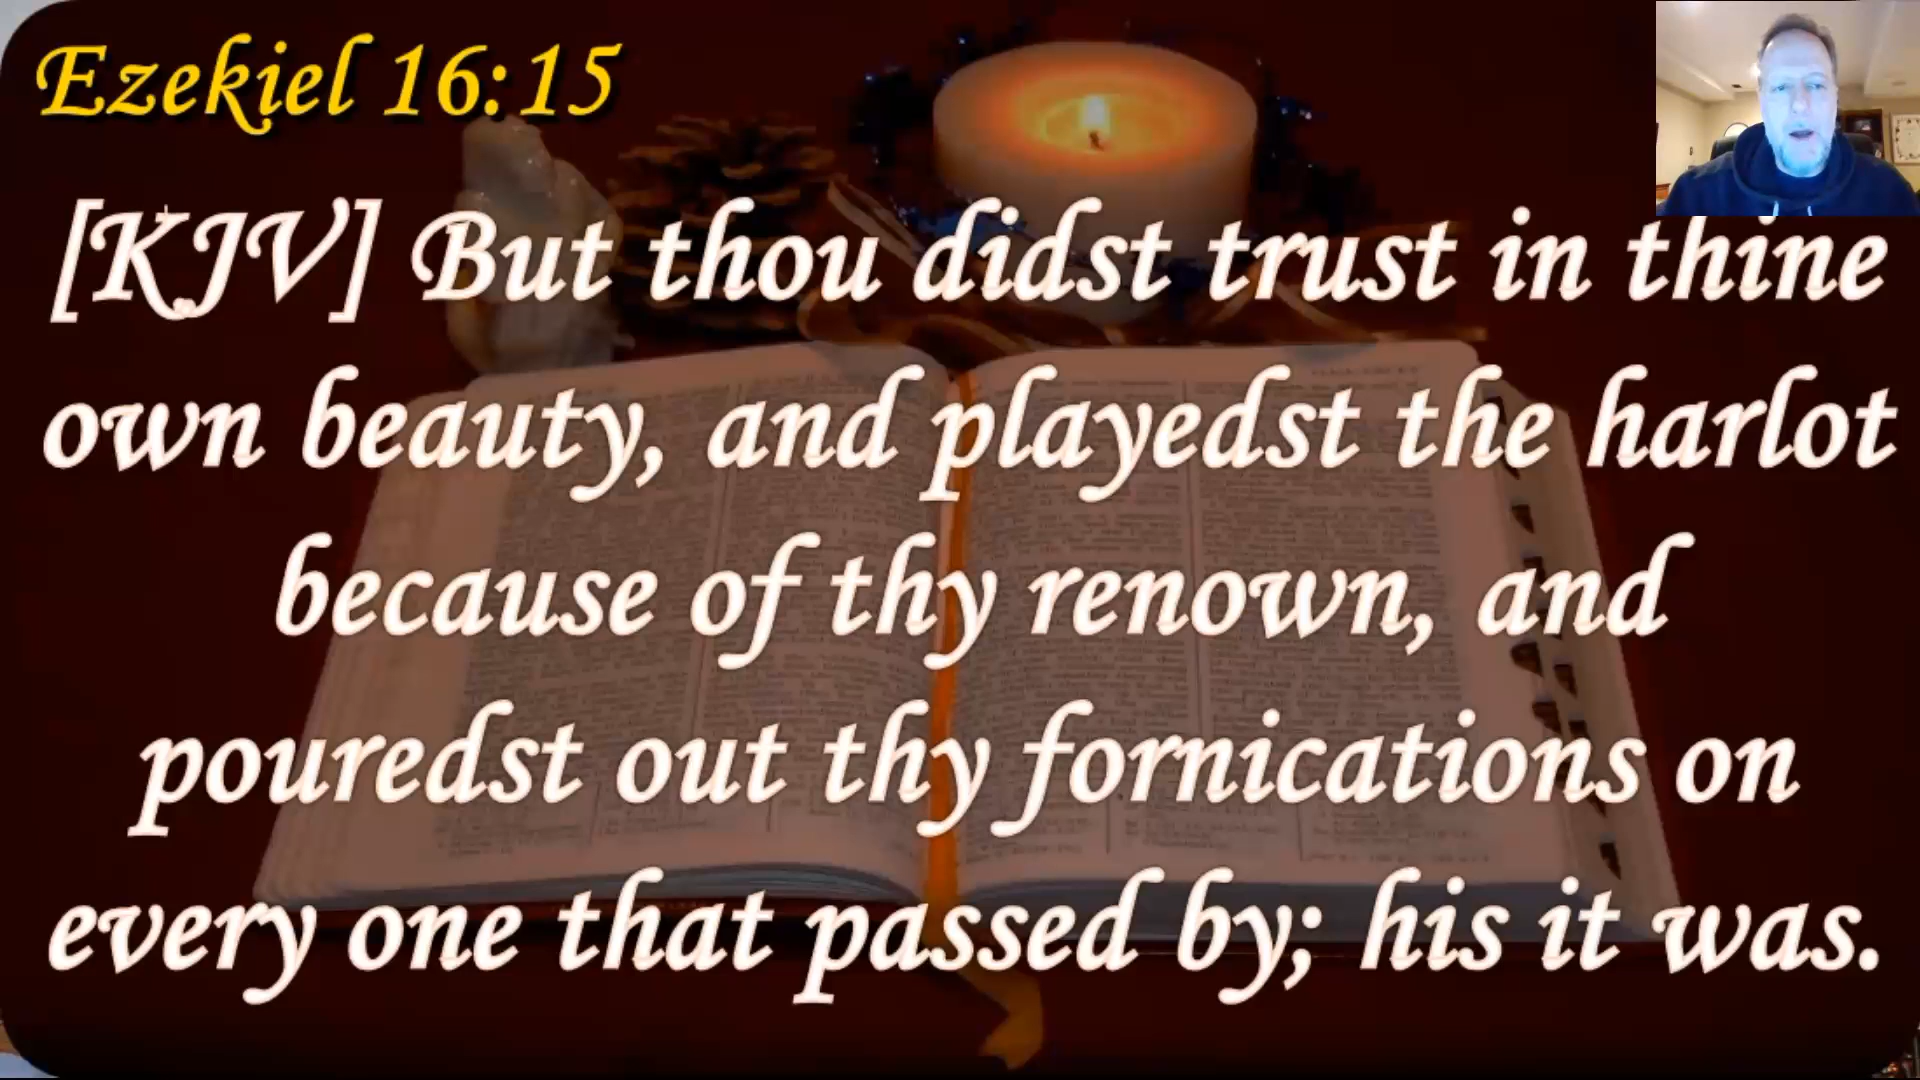 Ezekiel 16:15
[KJV] But thou didst trust in thine
own beauty, and playedst the harlot
because of thy renown, and
pouredst out thy fornications on
every one that passed by; his it was.